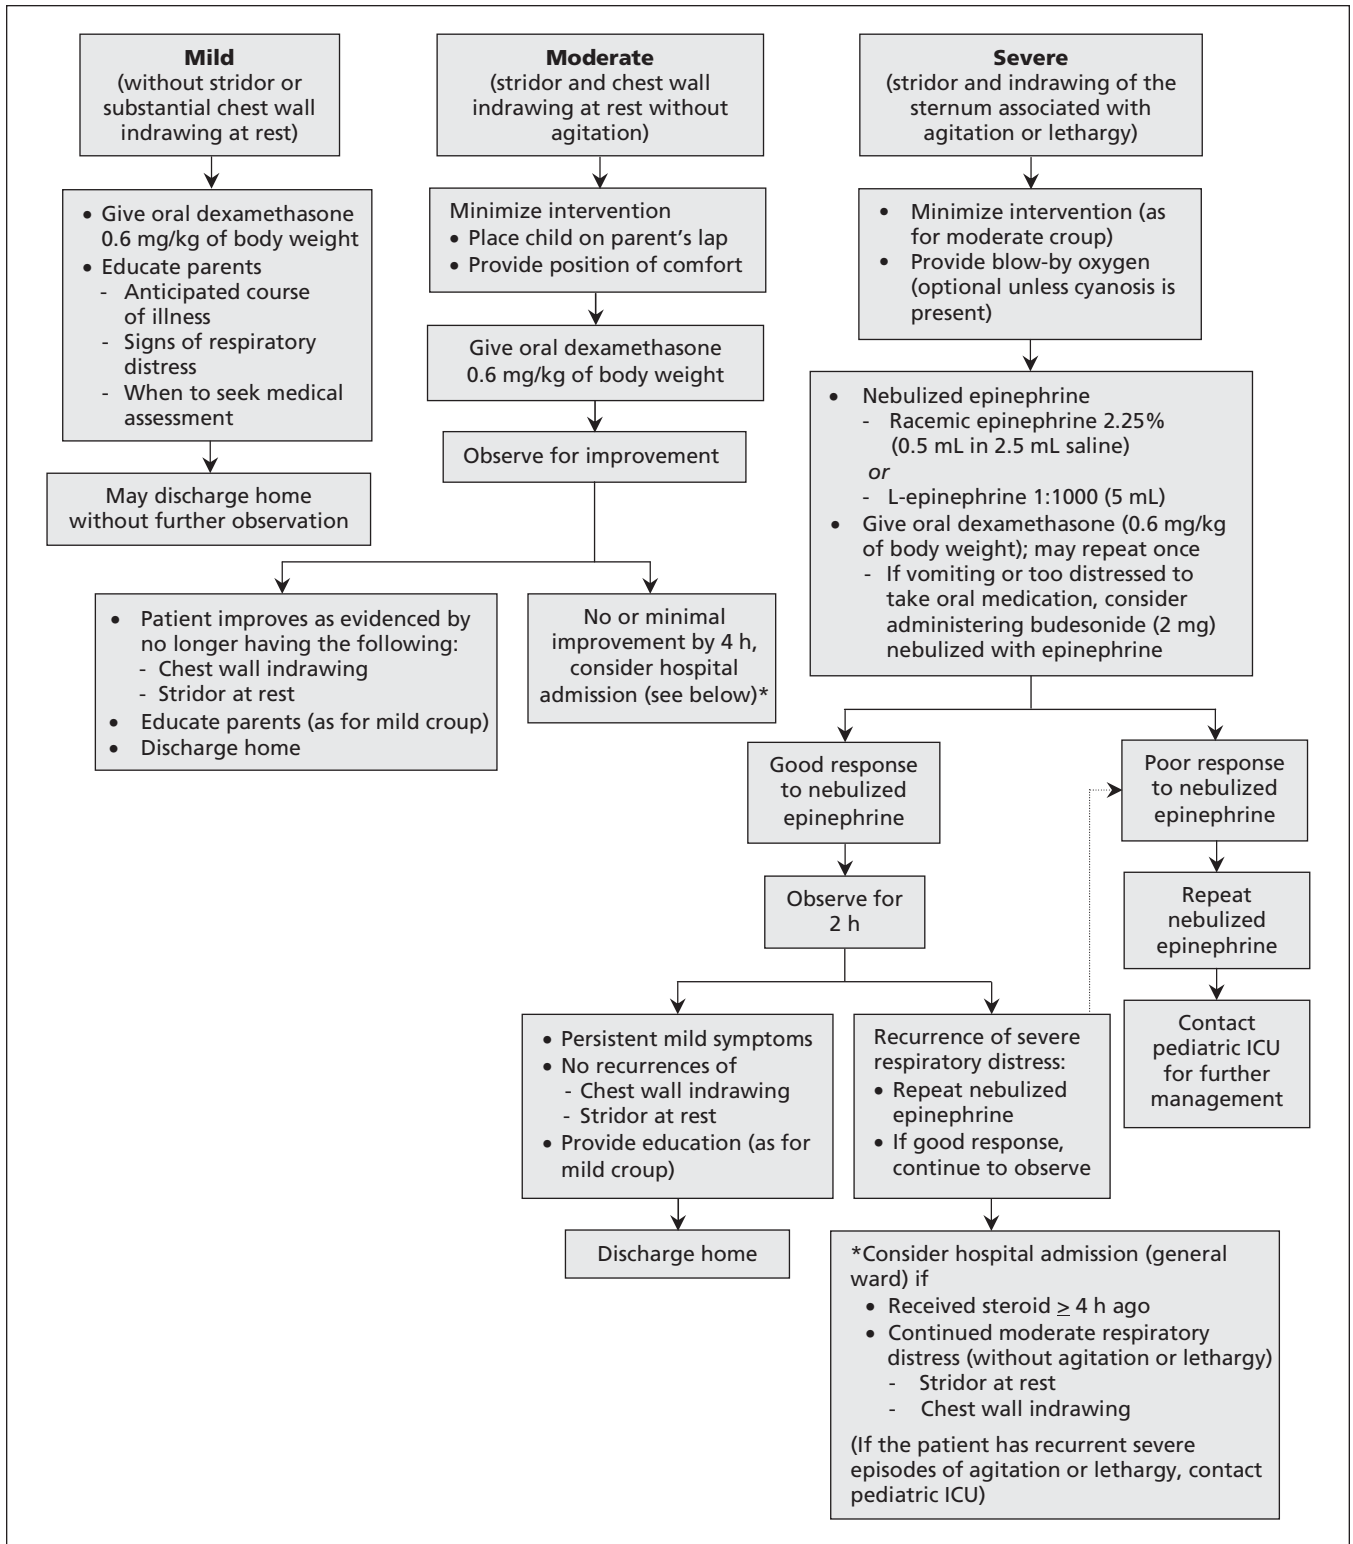 Mild
(without stridor or
substantial chest wall
indrawing at rest)
• Give oral dexamethasone
0.6 mg/kg of body weight
• Educate parents
- Anticipated course
of illness
- Signs of respiratory
distress
- When to seek medical
assessment
May discharge home
without further observation
Moderate
(stridor and chest wall
indrawing at rest without
agitation)
Minimize intervention
• Place child on parent's lap
• Provide position of comfort
Give oral dexamethasone
0.6 mg/kg of body weight
Observe for improvement
• Patient improves as evidenced by
no longer having the following:
- Chest wall indrawing
- Stridor at rest
• Educate parents (as for mild croup)
• Discharge home
No or minimal
improvement by 4 h,
consider hospital
admission (see below)*
Severe
(stridor and indrawing of the
sternum associated with
agitation or lethargy)
• Minimize intervention (as
for moderate croup)
• Provide blow-by oxygen
(optional unless cyanosis is
present)
• Nebulized epinephrine
- Racemic epinephrine 2.25%
(0.5 mL in 2.5 mL saline)
or
- L-epinephrine 1:1000 (5 mL)
• Give oral dexamethasone (0.6 mg/kg
of body weight); may repeat once
- If vomiting or too distressed to
take oral medication, consider
administering budesonide (2 mg)
nebulized with epinephrine
Good response
to nebulized
epinephrine
Observe for
2 h
• Persistent mild symptoms
• No recurrences of
- Chest wall indrawing
- Stridor at rest
• Provide education (as for
mild croup)
Discharge home
Recurrence of severe
respiratory distress:
• Repeat nebulized
epinephrine
• If good response,
continue to observe
*Consider hospital admission (general
ward) if
• Received steroid ≥ 4 h ago
• Continued moderate respiratory
distress (without agitation or lethargy)
- Stridor at rest
- Chest wall indrawing
(If the patient has recurrent severe
episodes of agitation or lethargy, contact
pediatric ICU)
Poor response
to nebulized
epinephrine
Repeat
nebulized
epinephrine
Contact
pediatric ICU
for further
management